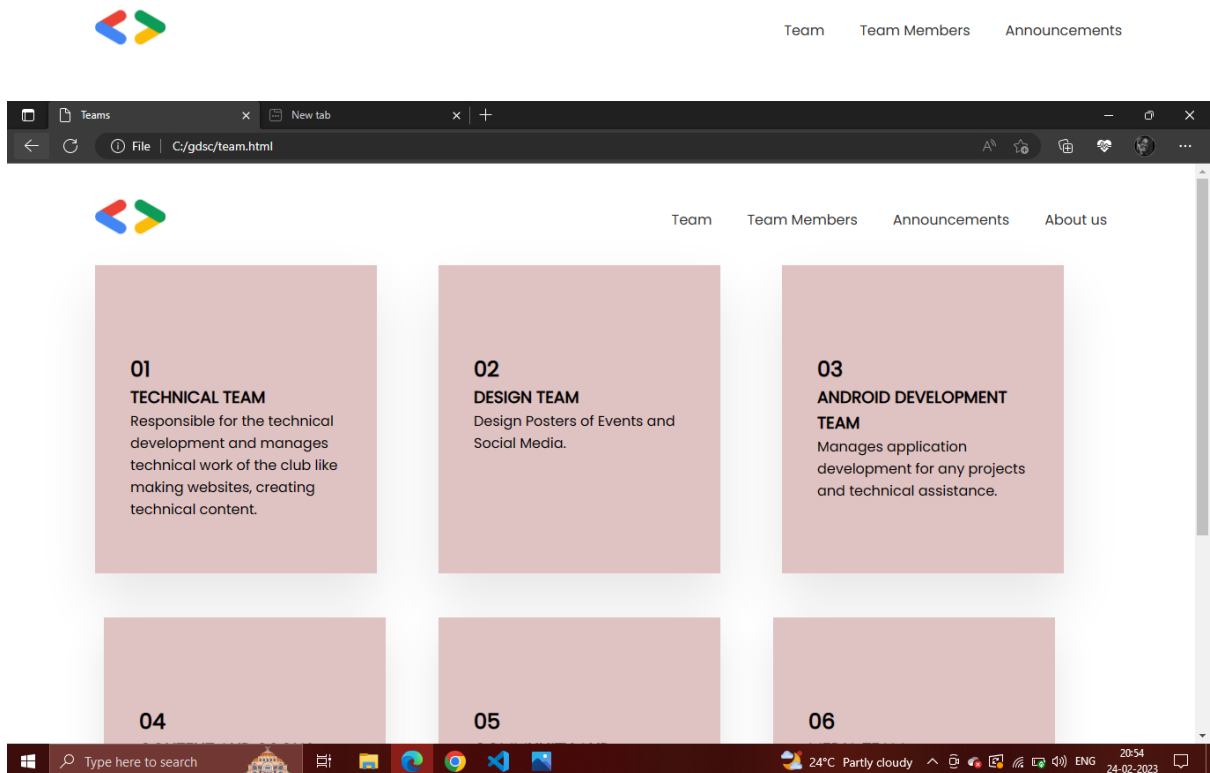 Team Team Members Announcements
Teams New tab
File C:/gdsc/team.html
Team Team Members Announcements About us
01
TECHNICAL TEAM
Responsible for the technical
development and manages
technical work of the club like
making websites, creating
technical content.
02
DESIGN TEAM
Design Posters of Events and
Social Media.
03
ANDROID DEVELOPMENT
TEAM
Manages application
development for any projects
and technical assistance.
04
05
06
Type here to search
24°C Partly cloudy ENG
20:54
24-02-2023